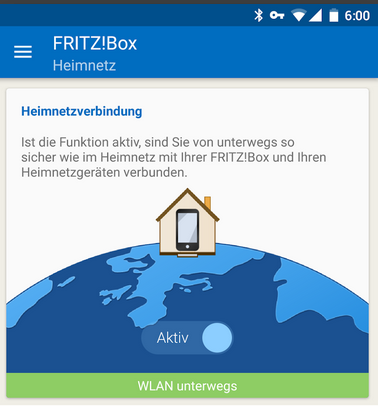 6:00
FRITZ!Box
Heimnetz
Heimnetzverbindung
Ist die Funktion aktiv, sind Sie von unterwegs so
sicher wie im Heimnetz mit Ihrer FRITZ!Box und Ihren
Heimnetzgeräten verbunden.
Aktiv
WLAN unterwegs